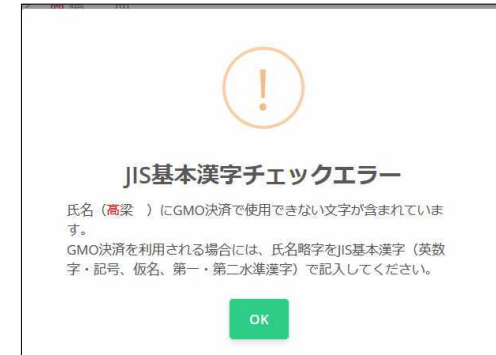 JIS基本漢字チェックエラー
氏名（髙梁　）にGMO決済で使用できない文字が含まれていま
す。
GMO決済を利用される場合には、氏名略字をJIS基本漢字（英数
字・記号、仮名、第一・第二水準漢字）で記入してください。
OK